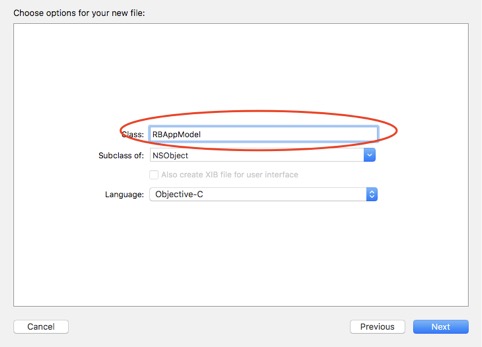 Choose options for your new file:
Class: RBAppModel
Subclass of: NSObject
Also create XIB file for user interface
Language: Objective-C
Cancel Previous Next